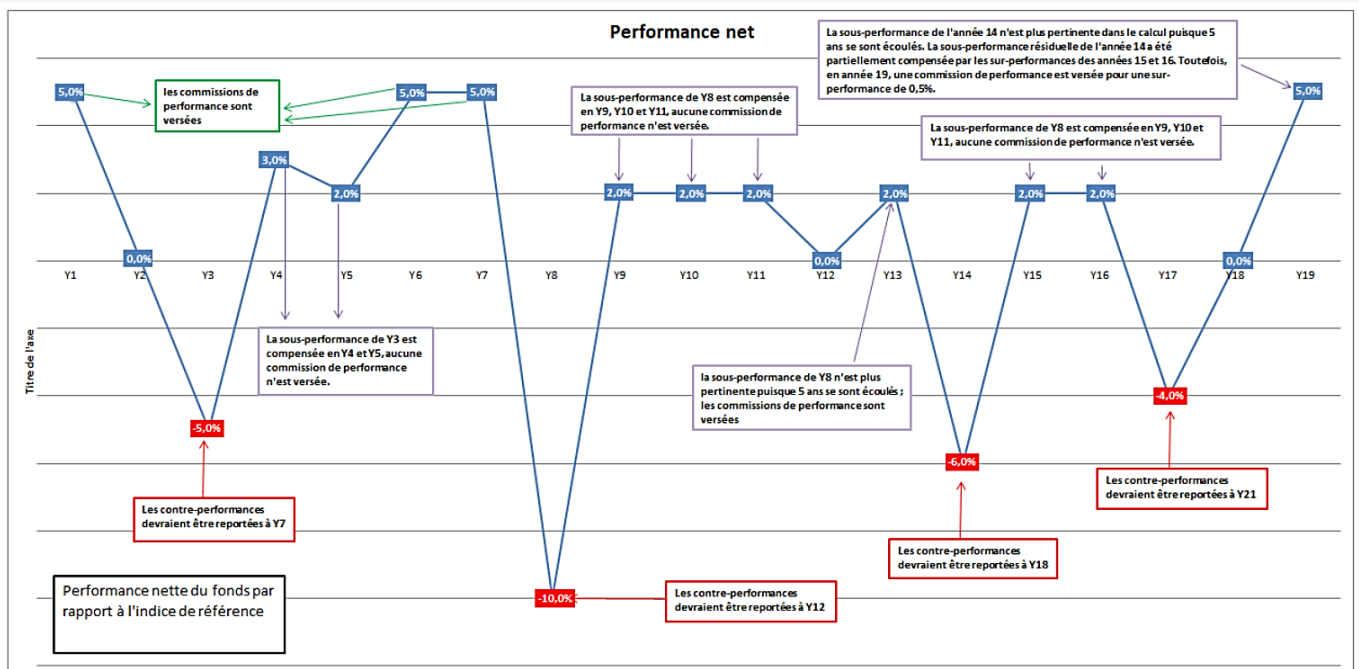 Performance net
La sous-performance de l'année 14 n'est plus pertinente dans le calcul puisque 5
ans se sont écoulés. La sous-performance résiduelle de l'année 14 a été
partiellement compensée par les sur-performances des années 15 et 16. Toutefois,
en année 19, une commission de performance est versée pour une sur-
performance de 0,5%.
5,0%
les commissions de
performance sont
versées
5,0%
5,0%
La sous-performance de Y8 est compensée
en Y9, Y10 et Y11, aucune commission de
performance n'est versée.
La sous-performance de Y8 est compensée en Y9, Y10 et
Y11, aucune commission de performance n'est versée.
5,0%
3,0%
2,0%
2,0%
2,0%
2,0%
2,0%
2,0%
2,0%
0,0%
0,0%
0,0%
Y1
Y2
Y3
Y4
Y5
Y6
Y7
Y8
Y9
Y10
Y11
Y12
Y13
Y14
Y15
Y16
Y17
Y18
Y19
Titre de l'axe
La sous-performance de Y3 est
compensée en Y4 et Y5, aucune
commission de performance
n'est versée.
la sous-performance de Y8 n'est plus
pertinente puisque 5 ans se sont écoulés ;
les commissions de performance sont
versées
-5,0%
-4,0%
-6,0%
Les contre-performances
devraient être reportées à Y7
Les contre-performances
devraient être reportées à Y21
Les contre-performances
devraient être reportées à Y18
Performance nette du fonds par
rapport à l'indice de référence
-10,0%
Les contre-performances
devraient être reportées à Y12